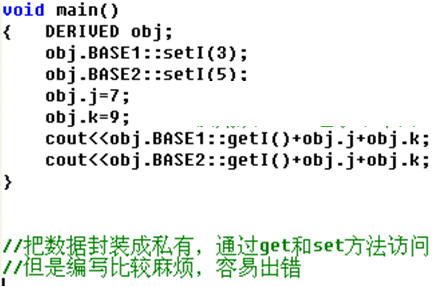 void main()
{   DERIVED obj;
    obj.BASE1::setI(3);
    obj.BASE2::setI(5);
    obj.j=7;
    obj.k=9;
    cout<<obj.BASE1::getI()+obj.j+obj.k;
    cout<<obj.BASE2::getI()+obj.j+obj.k;
}
//把数据封装成私有，通过get和set方法访问
//但是编写比较麻烦，容易出错